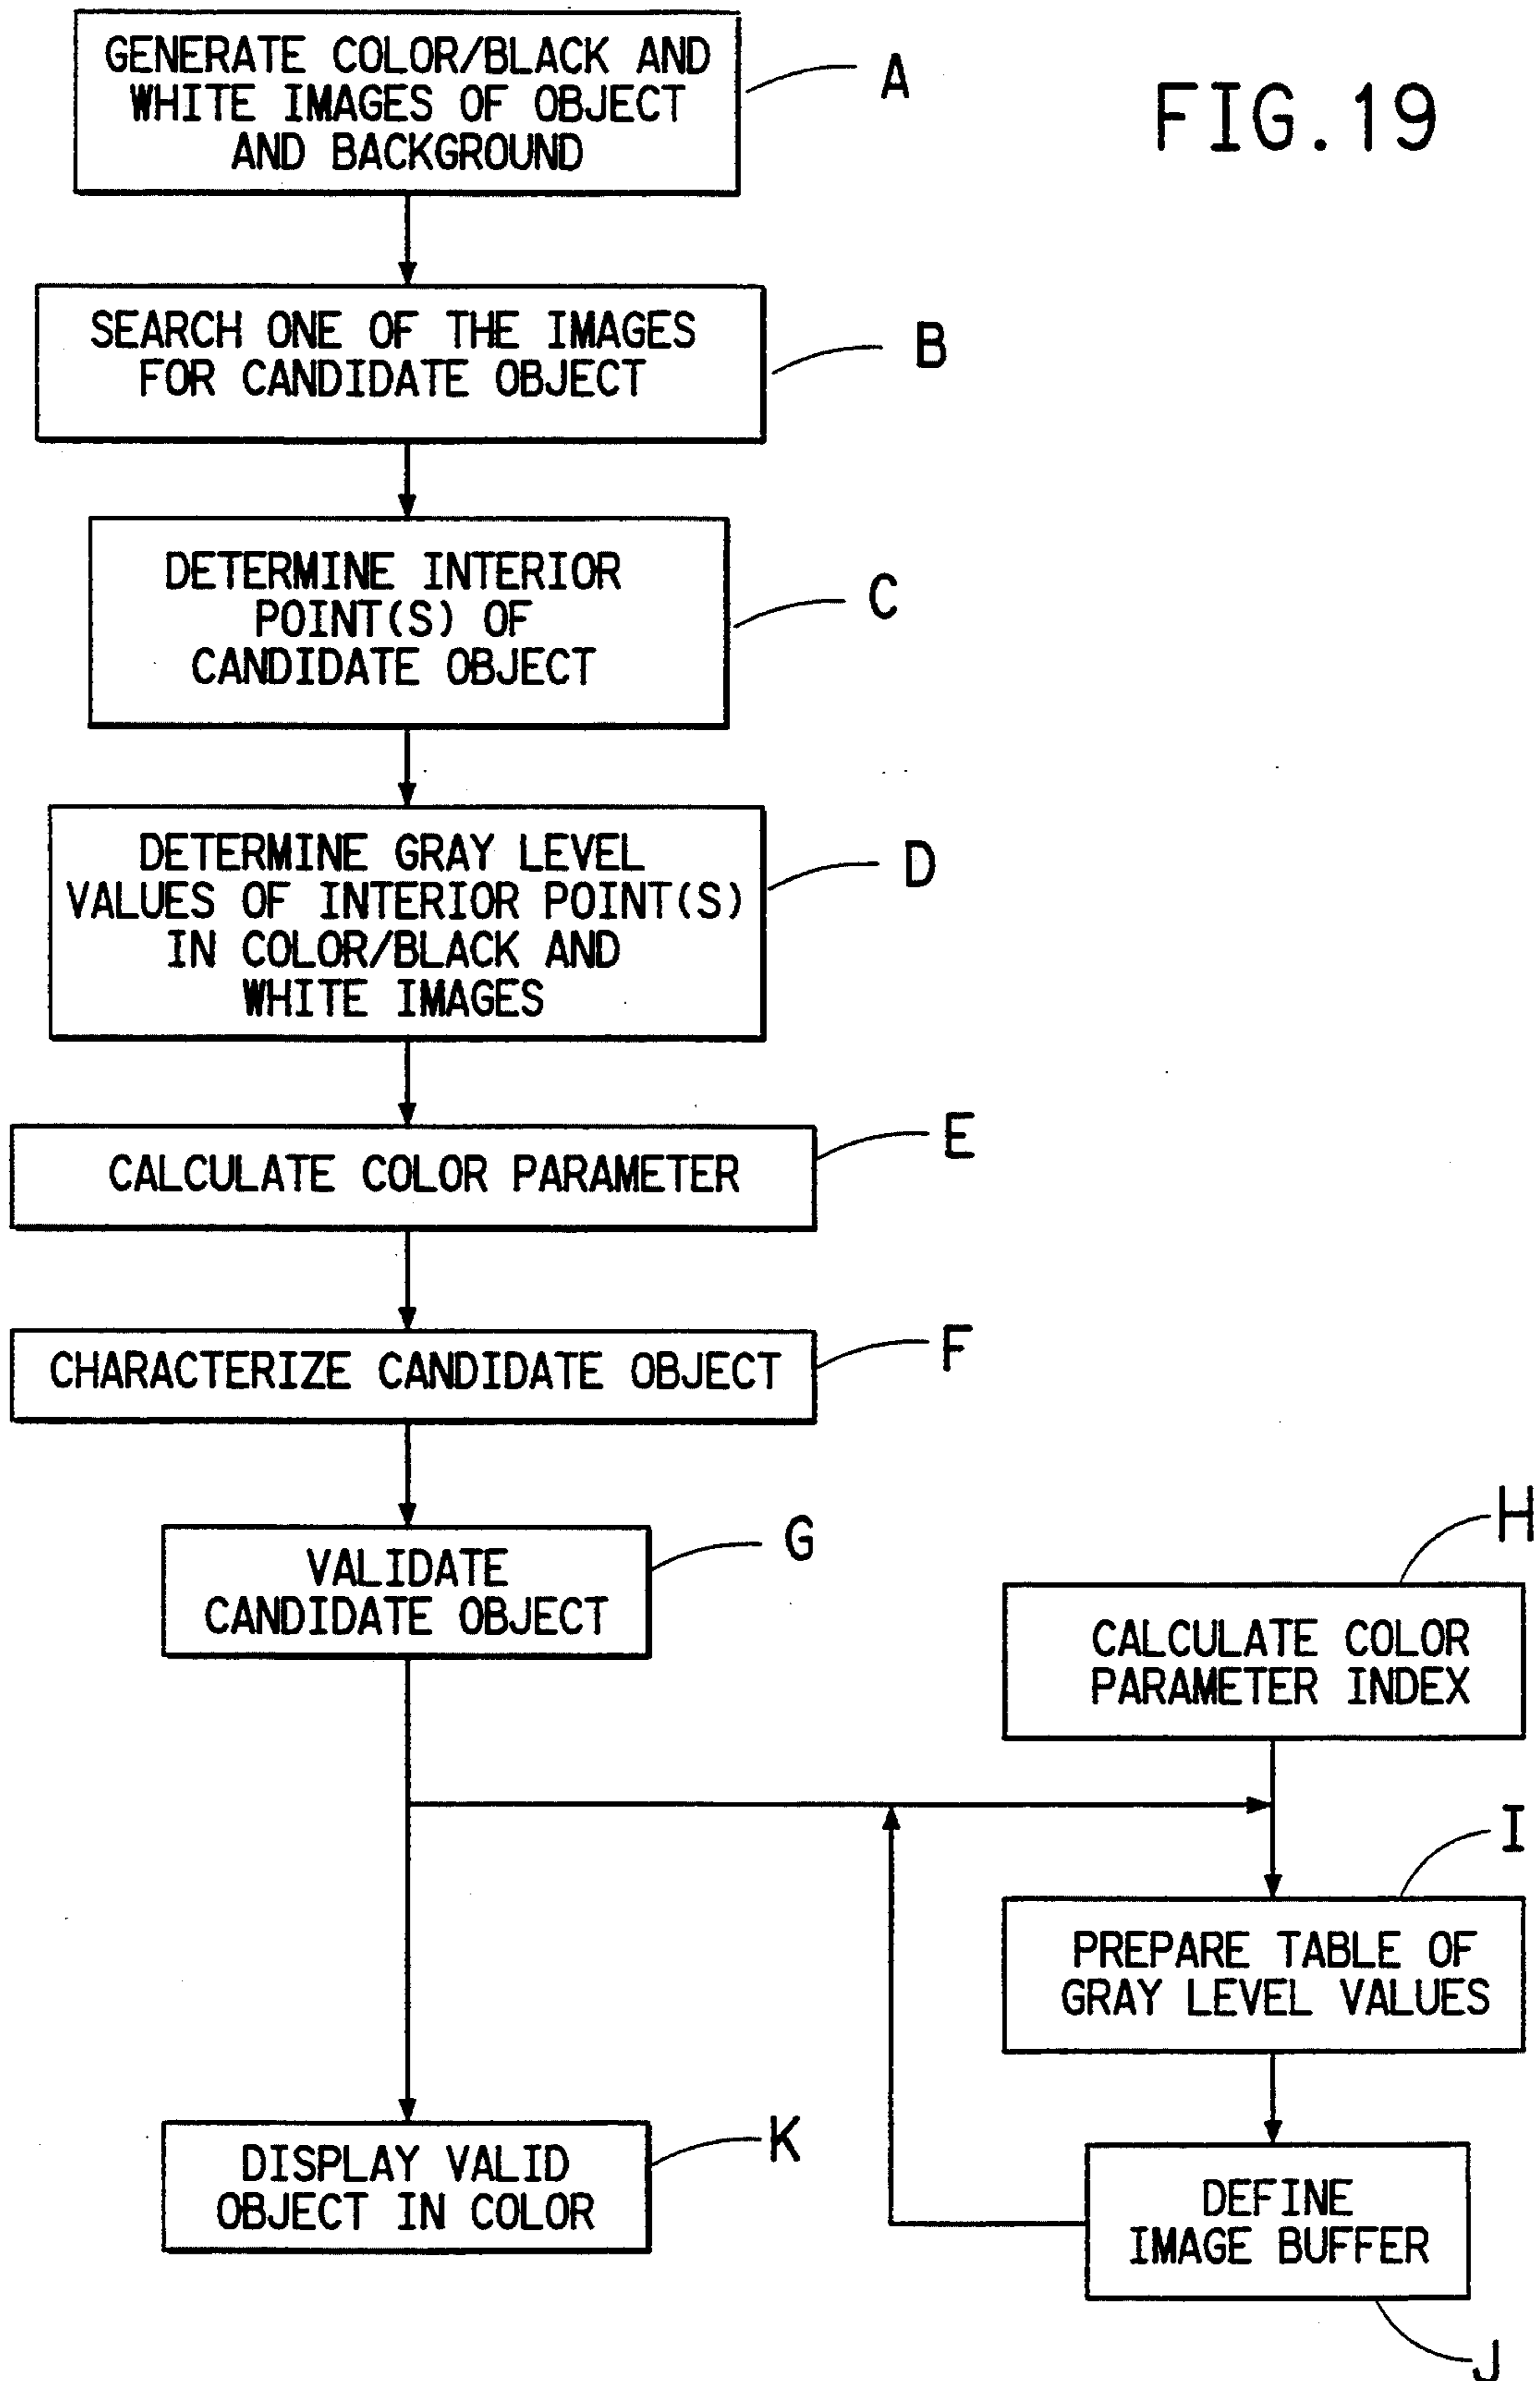 FIG.19
GENERATE COLOR/BLACK AND
WHITE IMAGES OF OBJECT
AND BACKGROUND
A
SEARCH ONE OF THE IMAGES
FOR CANDIDATE OBJECT
B
DETERMINE INTERIOR
POINT(S) OF
CANDIDATE OBJECT
C
DETERMINE GRAY LEVEL
VALUES OF INTERIOR POINT(S)
IN COLOR/BLACK AND
WHITE IMAGES
D
CALCULATE COLOR PARAMETER
E
CHARACTERIZE CANDIDATE OBJECT
F
VALIDATE
CANDIDATE OBJECT
G
H
CALCULATE COLOR
PARAMETER INDEX
I
PREPARE TABLE OF
GRAY LEVEL VALUES
DISPLAY VALID
OBJECT IN COLOR
K
DEFINE
IMAGE BUFFER
J